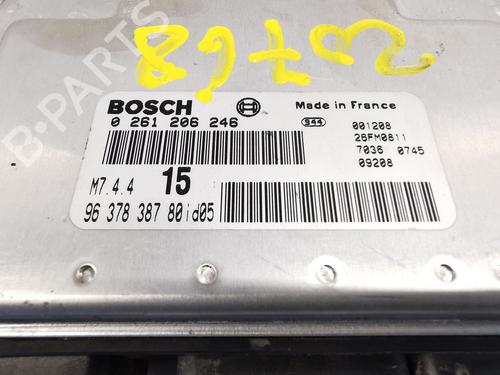 B-PARTS
BOSCH
Made in France
0 261 206 246
944
001208
26FM0811
7036 0745
09208
M7.4.4 15
96 378 387 80id05